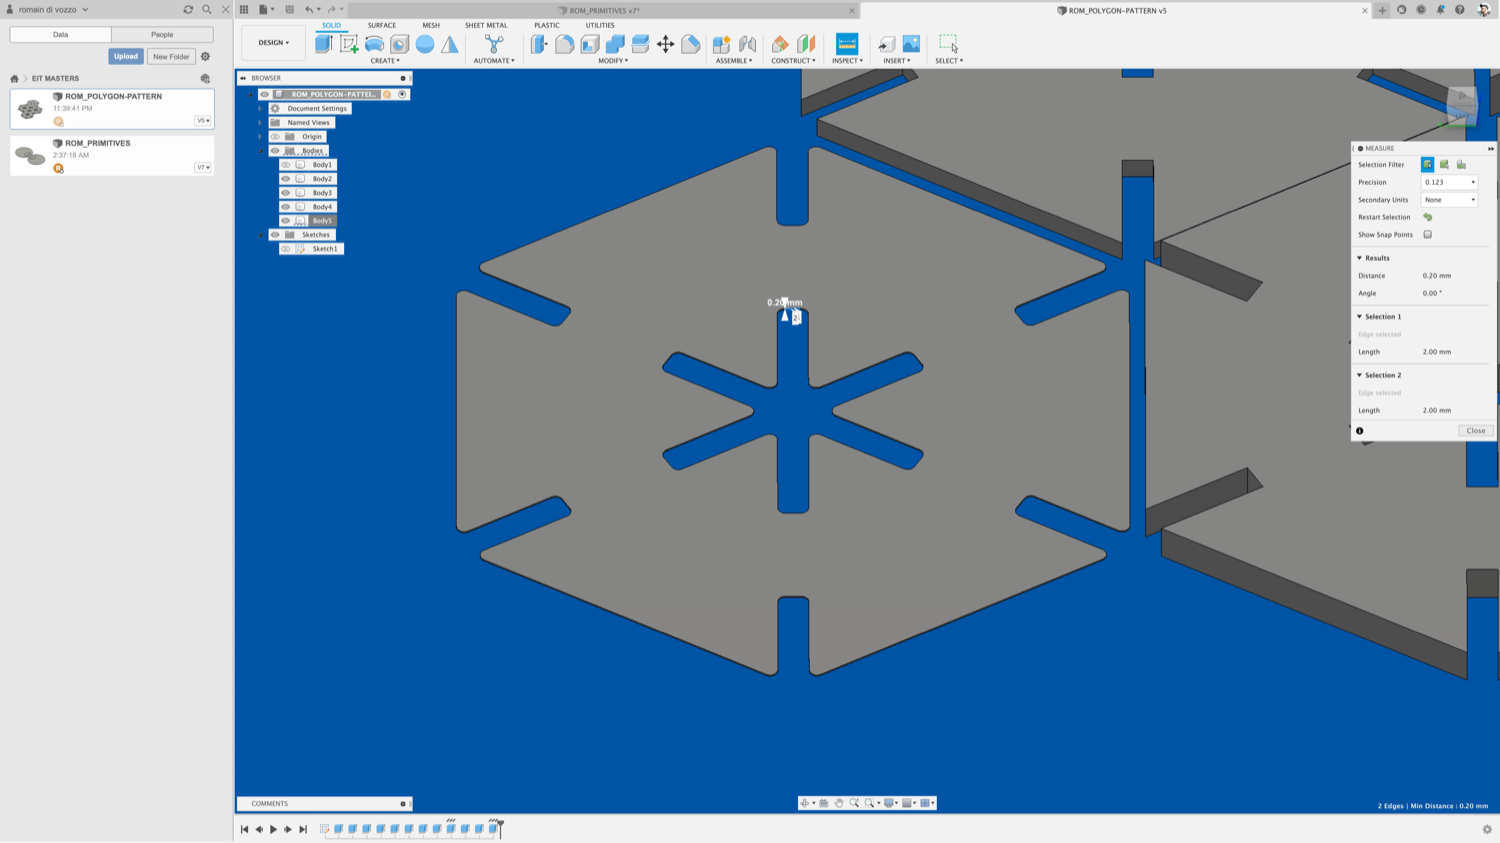 romain di vozzo
Data
People
Upload
New Folder
EIT MASTERS
ROM_POLYGON-PATTERN
11:39:41 PM
V5
ROM_PRIMITIVES
2:37:18 AM
V7
ROM_PRIMITIVES v7*
ROM_POLYGON-PATTERN v5
SOLID
SURFACE
MESH
SHEET METAL
PLASTIC
UTILITIES
DESIGN
CREATE
AUTOMATE
MODIFY
ASSEMBLE
CONSTRUCT
INSPECT
INSERT
SELECT
BROWSER
ROM_POLYGON-PATTE...
Document Settings
Named Views
Origin
Bodies
Body1
Body2
Body3
Body4
Body5
Sketches
Sketch1
0.20 mm
2
MEASURE
Selection Filter
Precision
0.123
Secondary Units
None
Restart Selection
Show Snap Points
Results
Distance
0.20 mm
Angle
0.00 °
Selection 1
Edge selected
Length
2.00 mm
Selection 2
Edge selected
Length
2.00 mm
Close
COMMENTS
2 Edges | Min Distance : 0.20 mm